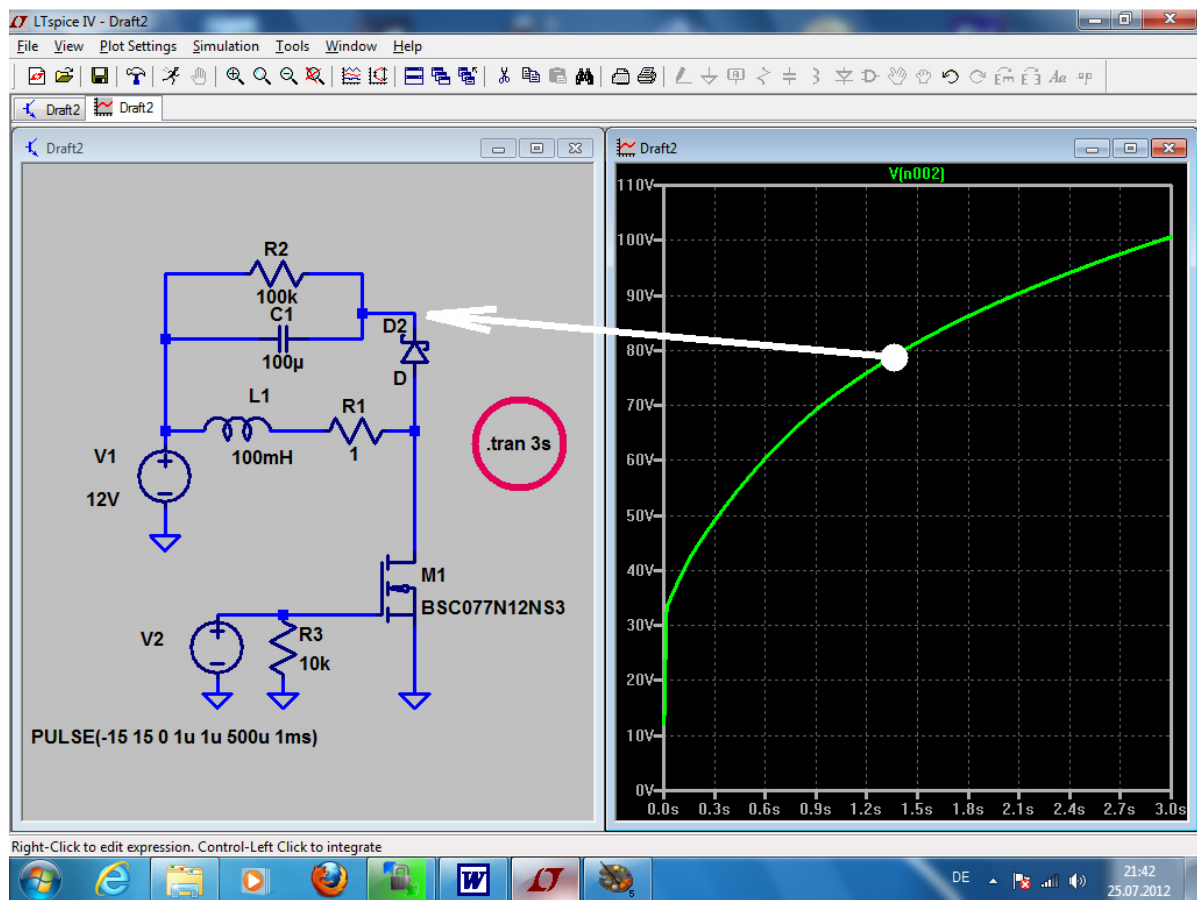 LTspice IV - Draft2
File View Plot Settings Simulation Tools Window Help
Draft2 Draft2
Draft2
R2
100k
C1
100µ
D2
D
L1
100mH
R1
1
.tran 3s
V1
12V
M1
BSC077N12NS3
V2
R3
10k
PULSE(-15 15 0 1u 1u 500u 1ms)
Draft2
V(n002)
110V
100V
90V
80V
70V
60V
50V
40V
30V
20V
10V
0V
0.0s 0.3s 0.6s 0.9s 1.2s 1.5s 1.8s 2.1s 2.4s 2.7s 3.0s
Right-Click to edit expression. Control-Left Click to integrate
DE
21:42
25.07.2012